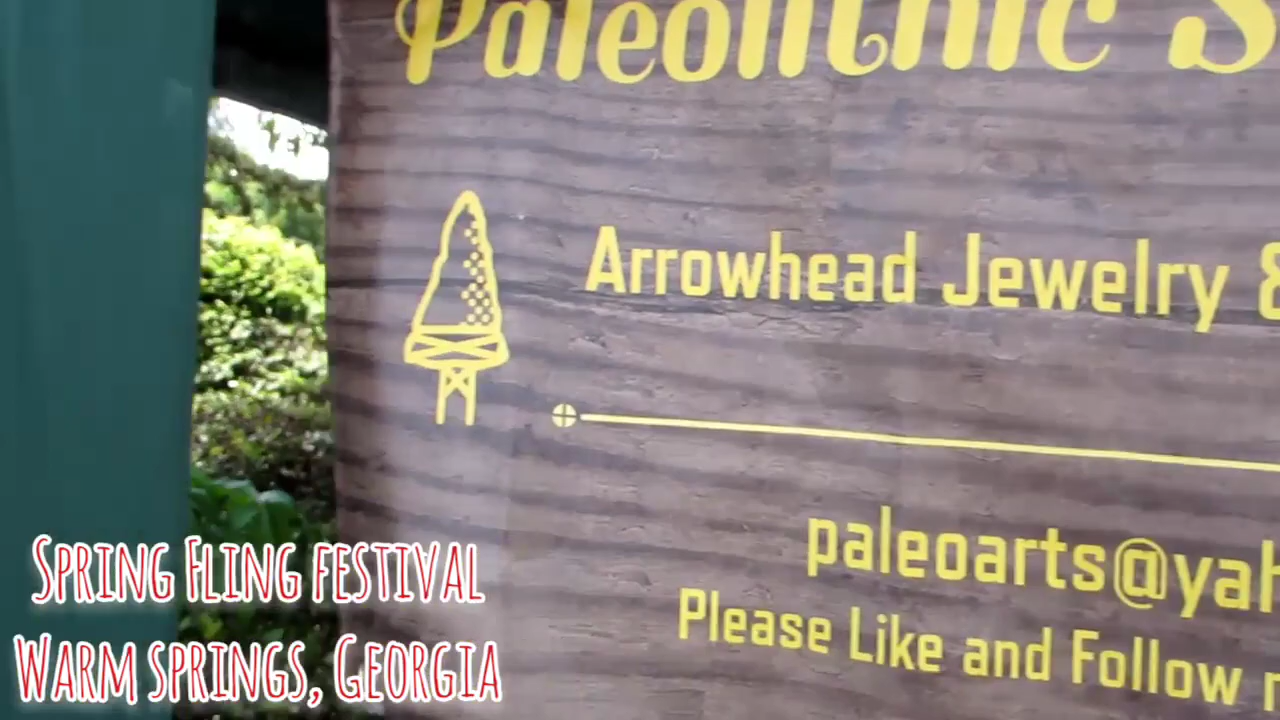 Paleolithic S
Arrowhead Jewelry &
paleoarts@yah
Please Like and Follow
Spring Fling festival
Warm springs, Georgia